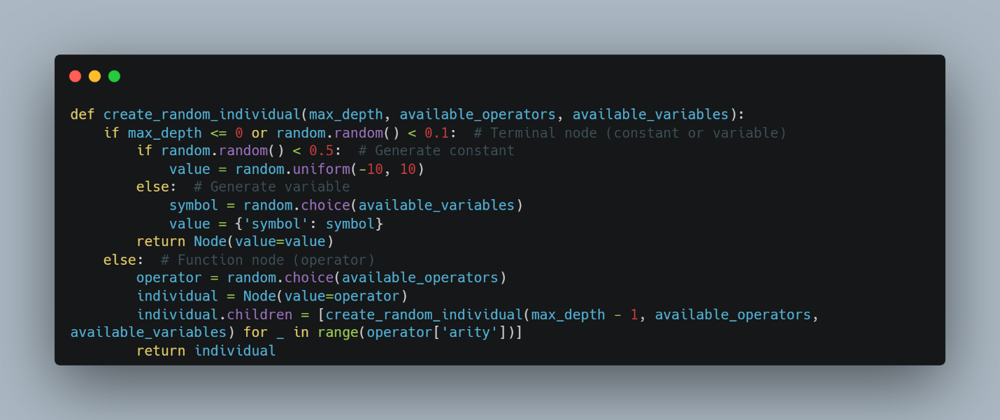 def create_random_individual(max_depth, available_operators, available_variables):
    if max_depth <= 0 or random.random() < 0.1:  # Terminal node (constant or variable)
        if random.random() < 0.5:  # Generate constant
            value = random.uniform(-10, 10)
        else:  # Generate variable
            symbol = random.choice(available_variables)
            value = {'symbol': symbol}
        return Node(value=value)
    else:  # Function node (operator)
        operator = random.choice(available_operators)
        individual = Node(value=operator)
        individual.children = [create_random_individual(max_depth - 1, available_operators,
available_variables) for _ in range(operator['arity'])]
        return individual